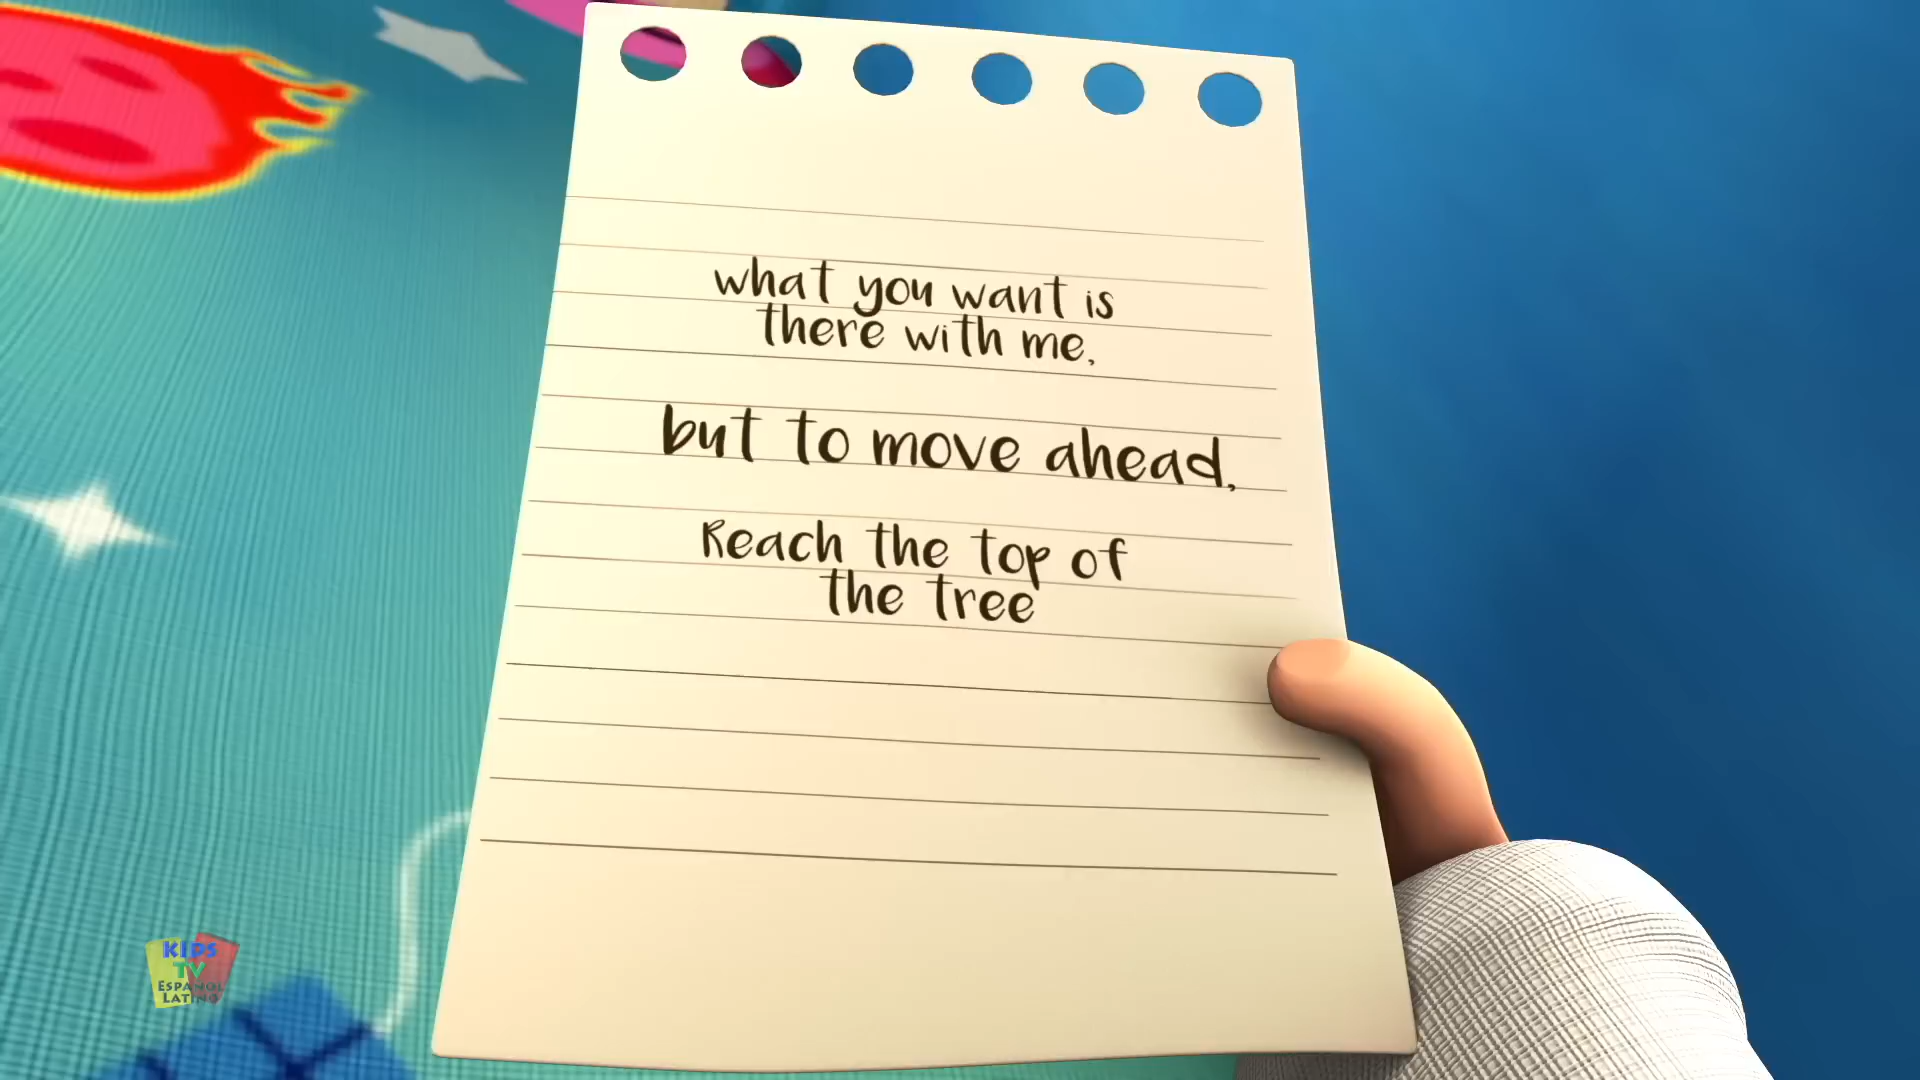 what you want is
there with me,
but to move ahead,
Reach the top of
the tree
KIDS
TV
ESPAÑOL
LATINO